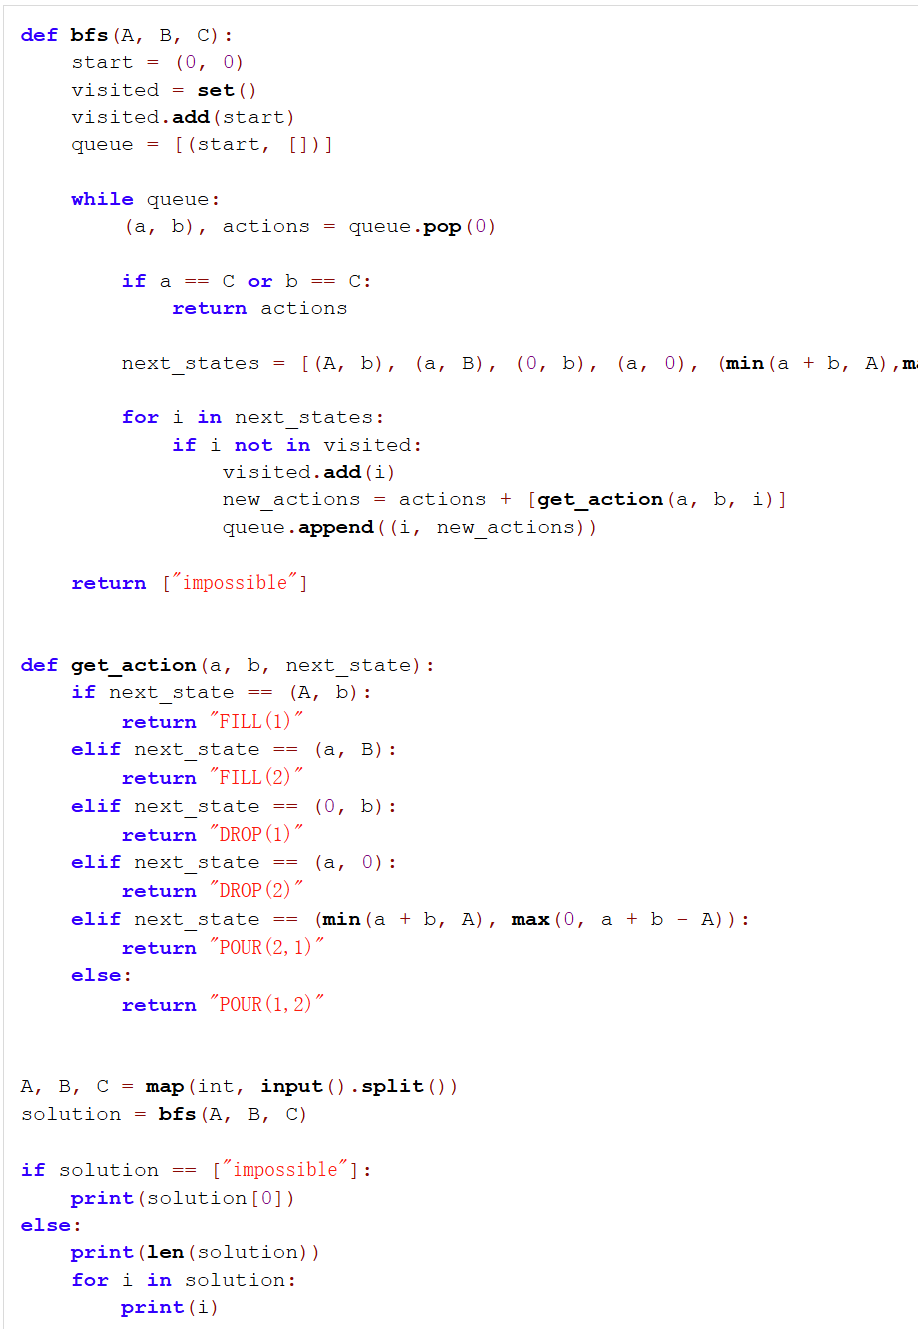 def bfs(A, B, C):
    start = (0, 0)
    visited = set()
    visited.add(start)
    queue = [(start, [])]

    while queue:
        (a, b), actions = queue.pop(0)

        if a == C or b == C:
            return actions

        next_states = [(A, b), (a, B), (0, b), (a, 0), (min(a + b, A),ma

        for i in next_states:
            if i not in visited:
                visited.add(i)
                new_actions = actions + [get_action(a, b, i)]
                queue.append((i, new_actions))

    return ["impossible"]


def get_action(a, b, next_state):
    if next_state == (A, b):
        return "FILL(1)"
    elif next_state == (a, B):
        return "FILL(2)"
    elif next_state == (0, b):
        return "DROP(1)"
    elif next_state == (a, 0):
        return "DROP(2)"
    elif next_state == (min(a + b, A), max(0, a + b - A)):
        return "POUR(2,1)"
    else:
        return "POUR(1,2)"


A, B, C = map(int, input().split())
solution = bfs(A, B, C)

if solution == ["impossible"]:
    print(solution[0])
else:
    print(len(solution))
    for i in solution:
        print(i)